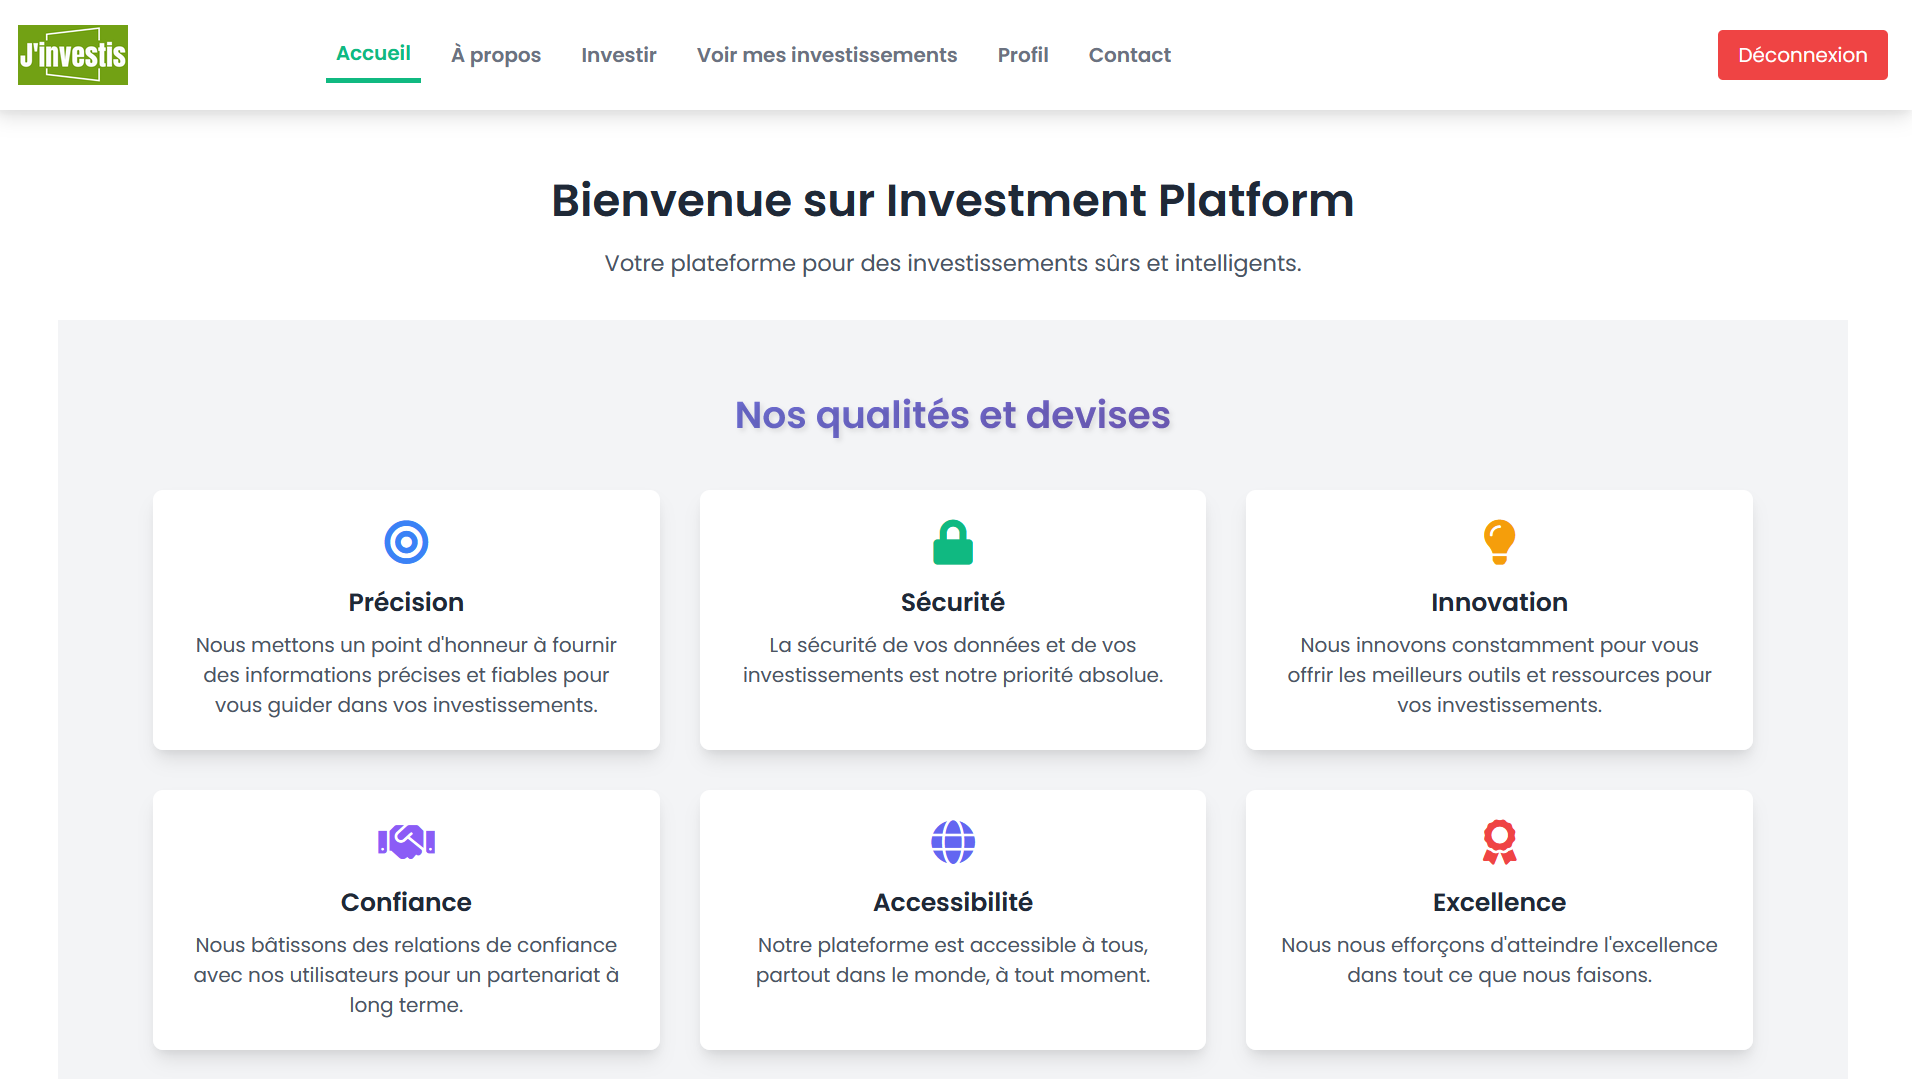 J'investis
Accueil
À propos
Investir
Voir mes investissements
Profil
Contact
Déconnexion
Bienvenue sur Investment Platform
Votre plateforme pour des investissements sûrs et intelligents.
Nos qualités et devises
Précision
Nous mettons un point d'honneur à fournir
des informations précises et fiables pour
vous guider dans vos investissements.
Sécurité
La sécurité de vos données et de vos
investissements est notre priorité absolue.
Innovation
Nous innovons constamment pour vous
offrir les meilleurs outils et ressources pour
vos investissements.
Confiance
Nous bâtissons des relations de confiance
avec nos utilisateurs pour un partenariat à
long terme.
Accessibilité
Notre plateforme est accessible à tous,
partout dans le monde, à tout moment.
Excellence
Nous nous efforçons d'atteindre l'excellence
dans tout ce que nous faisons.